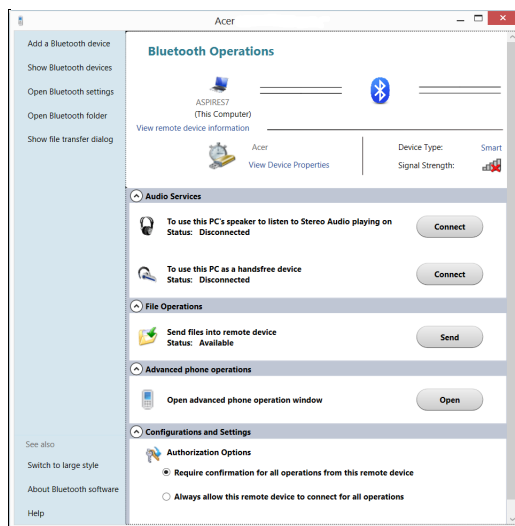 Acer
Add a Bluetooth device
Show Bluetooth devices
Open Bluetooth settings
Open Bluetooth folder
Show file transfer dialog
Bluetooth Operations
ASPIRES7
(This Computer)
View remote device information
Acer
View Device Properties
Device Type: Smart
Signal Strength:
Audio Services
To use this PC's speaker to listen to Stereo Audio playing on
Status: Disconnected
Connect
To use this PC as a handsfree device
Status: Disconnected
Connect
File Operations
Send files into remote device
Status: Available
Send
Advanced phone operations
Open advanced phone operation window
Open
Configurations and Settings
Authorization Options
Require confirmation for all operations from this remote device
Always allow this remote device to connect for all operations
See also
Switch to large style
About Bluetooth software
Help